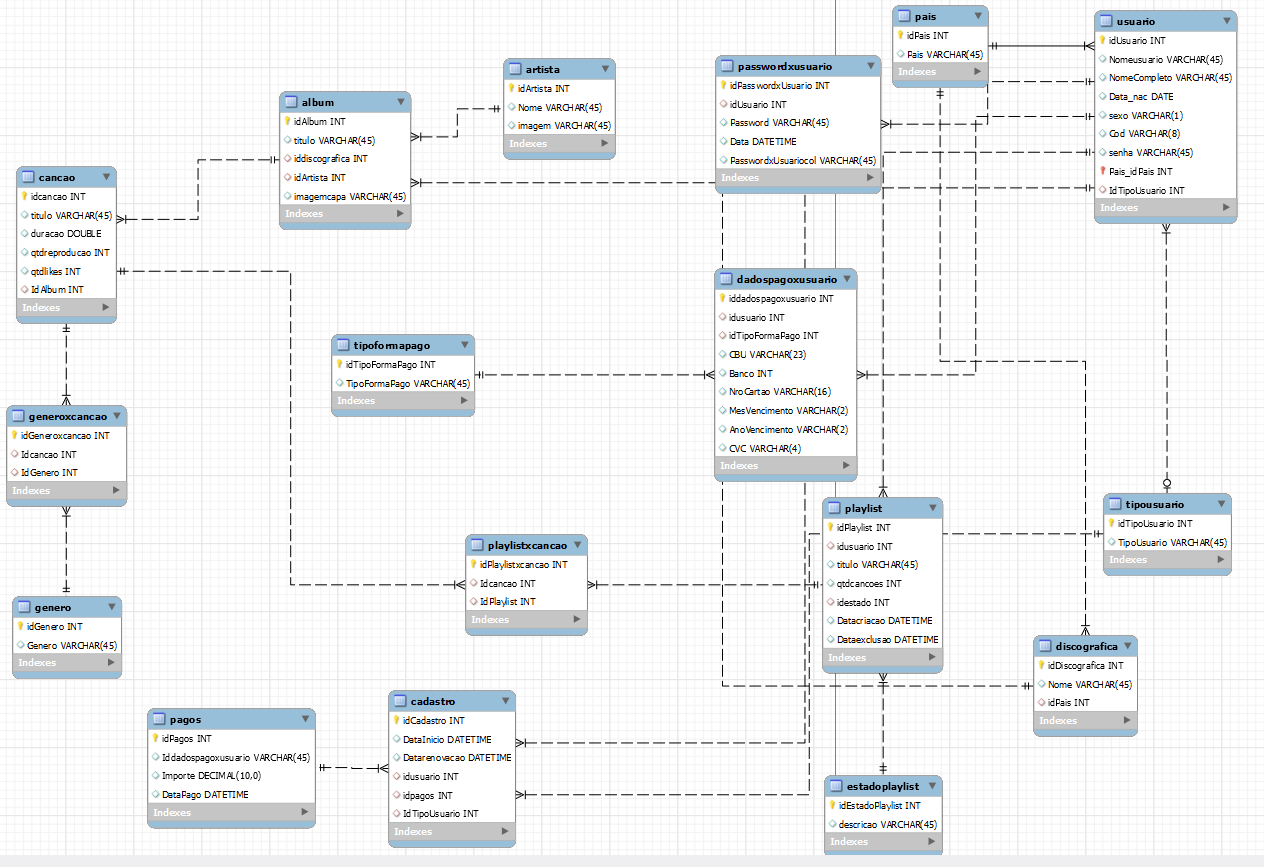 pais
idPais INT
Pais VARCHAR(45)
Indexes
usuario
idUsuario INT
Nomeusuario VARCHAR(45)
NomeCompleto VARCHAR(45)
Data_nac DATE
sexo VARCHAR(1)
Cod VARCHAR(8)
senha VARCHAR(45)
Pais_idPais INT
IdTipoUsuario INT
Indexes
artista
idArtista INT
Nome VARCHAR(45)
imagem VARCHAR(45)
Indexes
passwordxusuario
idPasswordxUsuario INT
idUsuario INT
Password VARCHAR(45)
Data DATETIME
PasswordxUsuariocol VARCHAR(45)
Indexes
album
idAlbum INT
titulo VARCHAR(45)
iddiscografica INT
idArtista INT
imagemcapa VARCHAR(45)
Indexes
cancao
idcancao INT
titulo VARCHAR(45)
duracao DOUBLE
qtdreproducao INT
qtdlikes INT
IdAlbum INT
Indexes
dadospagoxusuario
iddadospagoxusuario INT
idusuario INT
idTipoFormaPago INT
CBU VARCHAR(23)
Banco INT
NroCartao VARCHAR(16)
MesVencimento VARCHAR(2)
AnoVencimento VARCHAR(2)
CVC VARCHAR(4)
Indexes
tipoformapago
idTipoFormaPago INT
TipoFormaPago VARCHAR(45)
Indexes
generoxcancao
idGeneroxcancao INT
Idcancao INT
IdGenero INT
Indexes
playlist
idPlaylist INT
idusuario INT
titulo VARCHAR(45)
qtdcancoes INT
idestado INT
Datacriacao DATETIME
Dataexclusao DATETIME
Indexes
tipousuario
idTipoUsuario INT
TipoUsuario VARCHAR(45)
Indexes
playlistxcancao
idPlaylistxcancao INT
Idcancao INT
IdPlaylist INT
Indexes
genero
idGenero INT
Genero VARCHAR(45)
Indexes
discografica
idDiscografica INT
Nome VARCHAR(45)
idPais INT
Indexes
cadastro
idCadastro INT
DataInicio DATETIME
Datarenovacao DATETIME
idusuario INT
idpagos INT
IdTipoUsuario INT
Indexes
pagos
idPagos INT
Iddadospagoxusuario VARCHAR(45)
Importe DECIMAL(10,0)
DataPago DATETIME
Indexes
estadoplaylist
idEstadoPlaylist INT
descricao VARCHAR(45)
Indexes